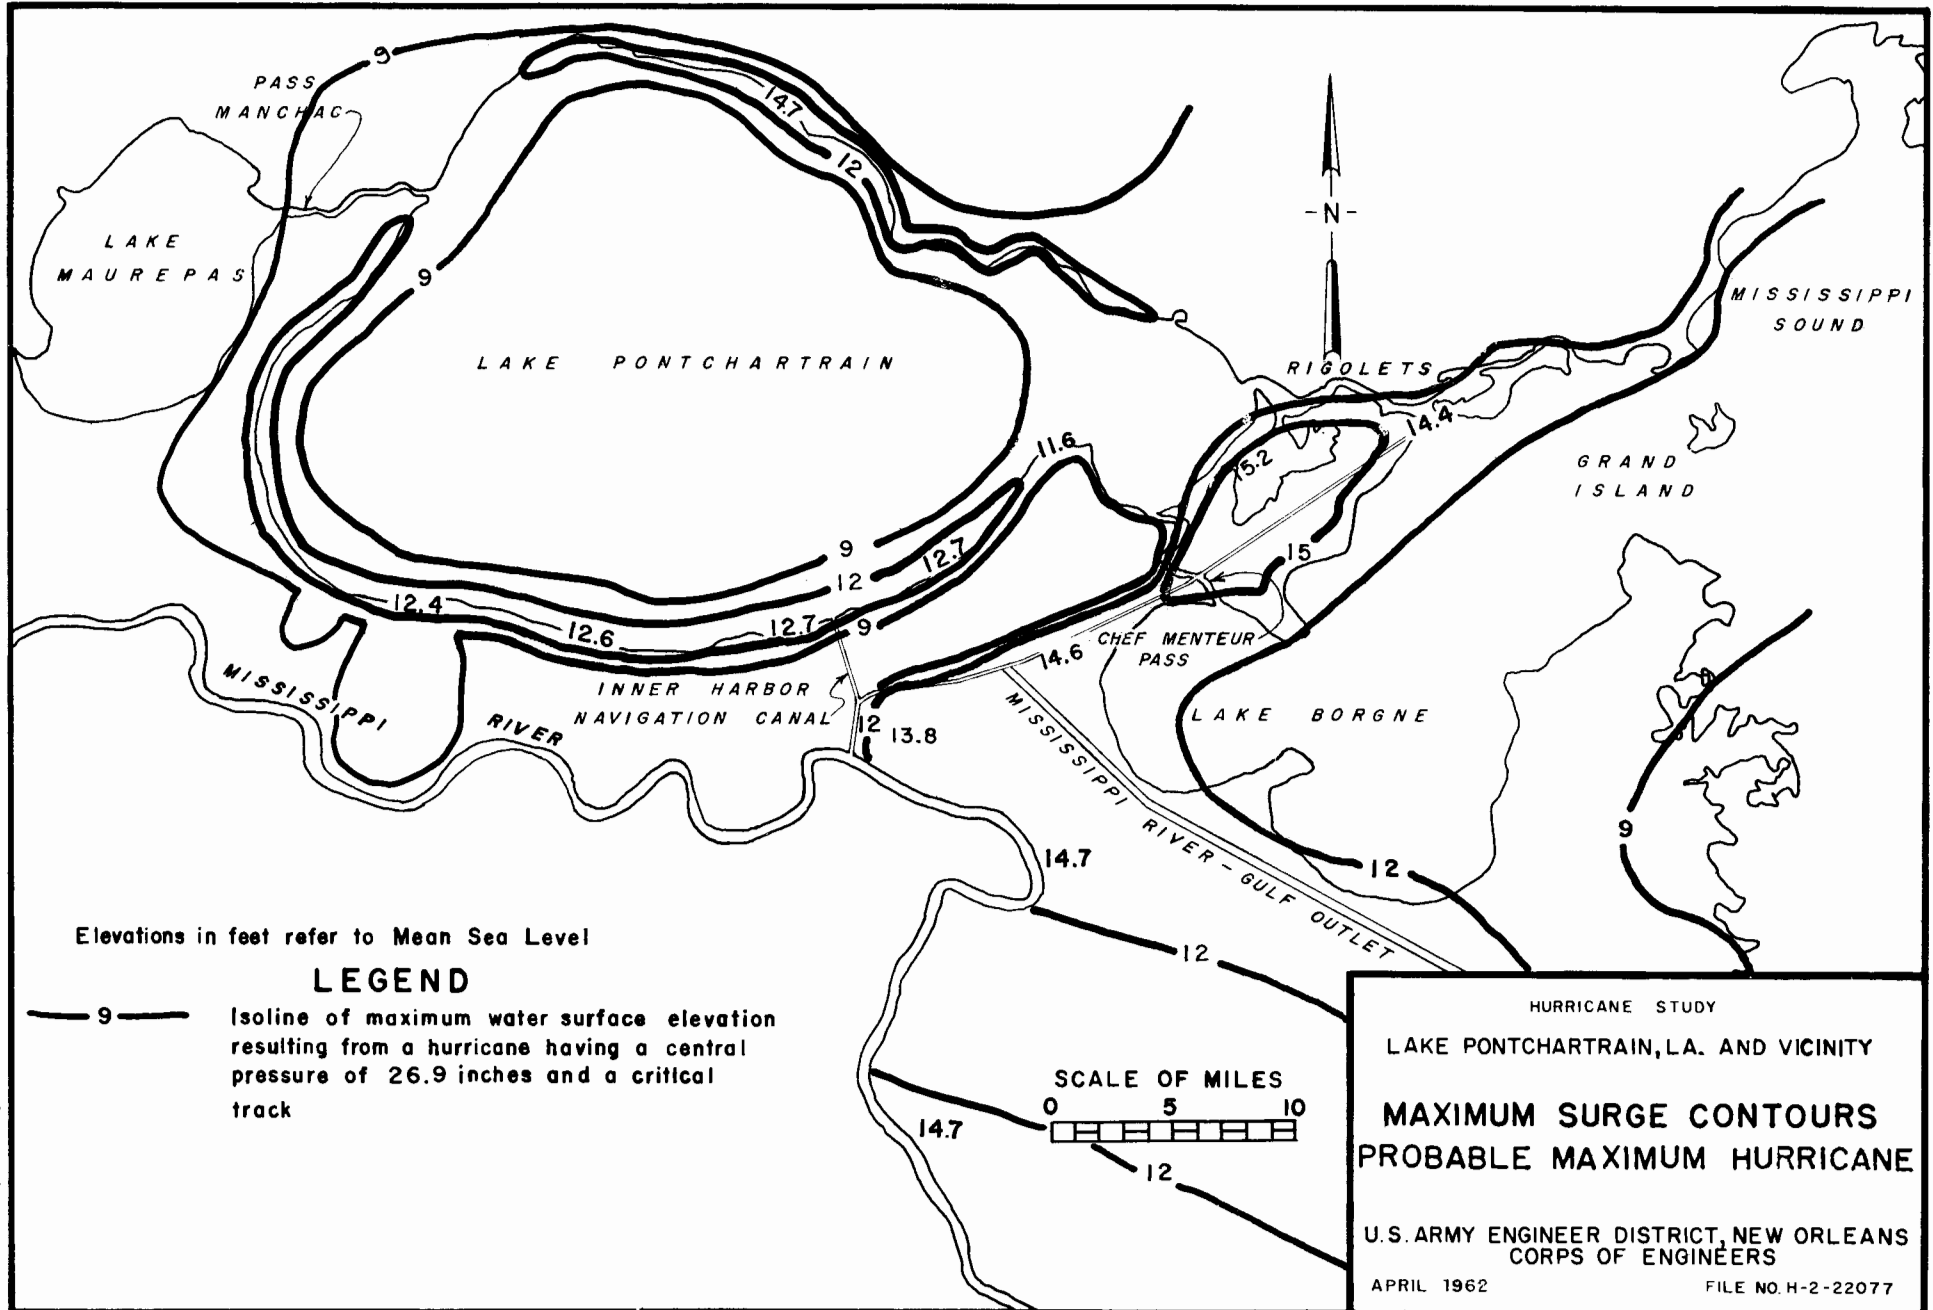 9
PASS
MANCHAC
14.7
12
LAKE
MAUREPAS
9
-N-
MISSISSIPPI
SOUND
LAKE PONTCHARTRAIN
RIGOLETS
14.4
11.6
15.2
GRAND
ISLAND
9
12
12.7
15
12.4
12.6
12.7
9
CHEF MENTEUR
PASS
14.6
MISSISSIPPI
RIVER
INNER HARBOR
NAVIGATION CANAL
12
13.8
LAKE BORGNE
MISSISSIPPI RIVER - GULF OUTLET
9
14.7
12
12
Elevations in feet refer to Mean Sea Level
LEGEND
9
Isoline of maximum water surface elevation
resulting from a hurricane having a central
pressure of 26.9 inches and a critical
track
SCALE OF MILES
0 5 10
14.7
12
HURRICANE STUDY
LAKE PONTCHARTRAIN, LA. AND VICINITY
MAXIMUM SURGE CONTOURS
PROBABLE MAXIMUM HURRICANE
U.S. ARMY ENGINEER DISTRICT, NEW ORLEANS
CORPS OF ENGINEERS
APRIL 1962
FILE NO. H-2-22077